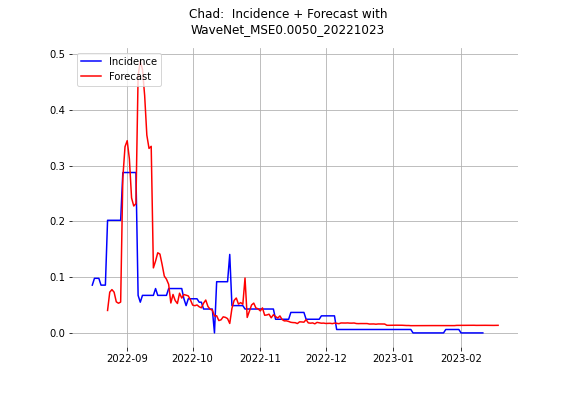 Chad:  Incidence + Forecast with
WaveNet_MSE0.0050_20221023
0.5
Incidence
Forecast
0.4
0.3
0.2
0.1
0.0
2022-09 2022-10 2022-11 2022-12 2023-01 2023-02